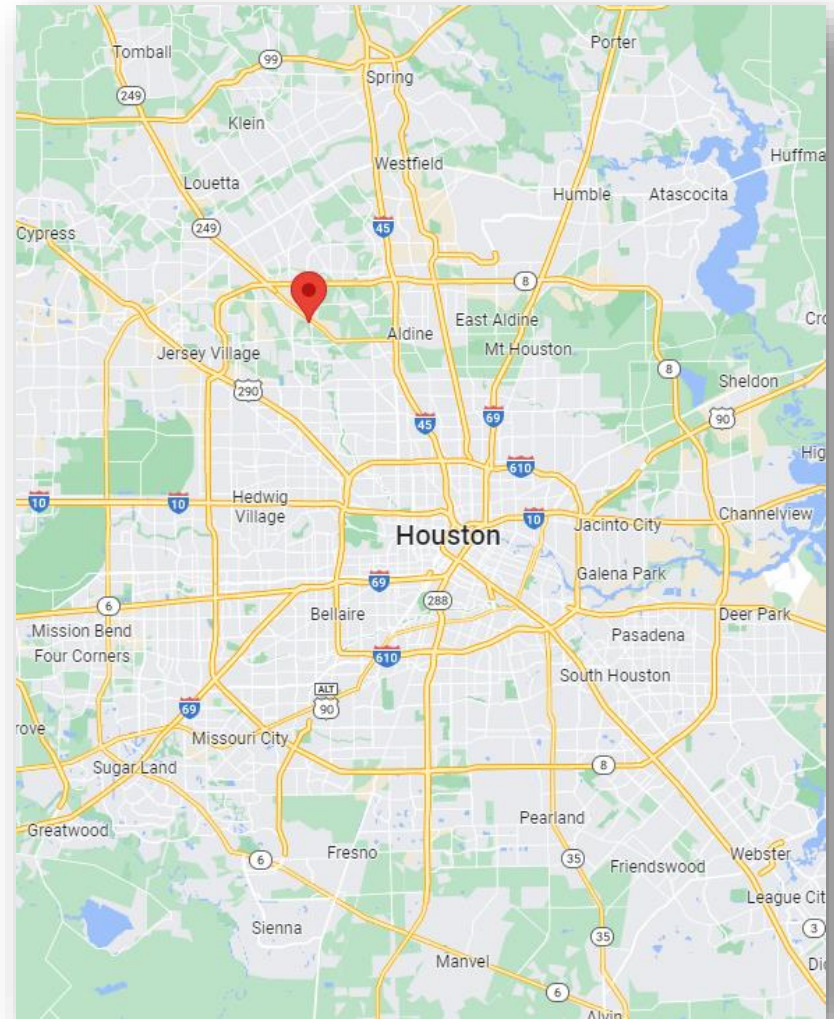 Tomball
Porter
99
Spring
249
Klein
Westfield
Huffma
Louetta
Humble
Atascocita
249
45
Cypress
8
East Aldine
Cro
Aldine
Mt Houston
Jersey Village
8
Sheldon
290
69
90
45
Hig
610
Hedwig
Village
10
10
Channelview
10
Jacinto City
Houston
Galena Park
69
288
6
Bellaire
Deer Park
Mission Bend
Pasadena
Four Corners
610
South Houston
ALT
90
69
rove
Missouri City
Sugar Land
8
Pearland
Greatwood
Fresno
6
35
Webster
Friendswood
League Cit
Sienna
3
35
Manvel
Di
6
Alvin